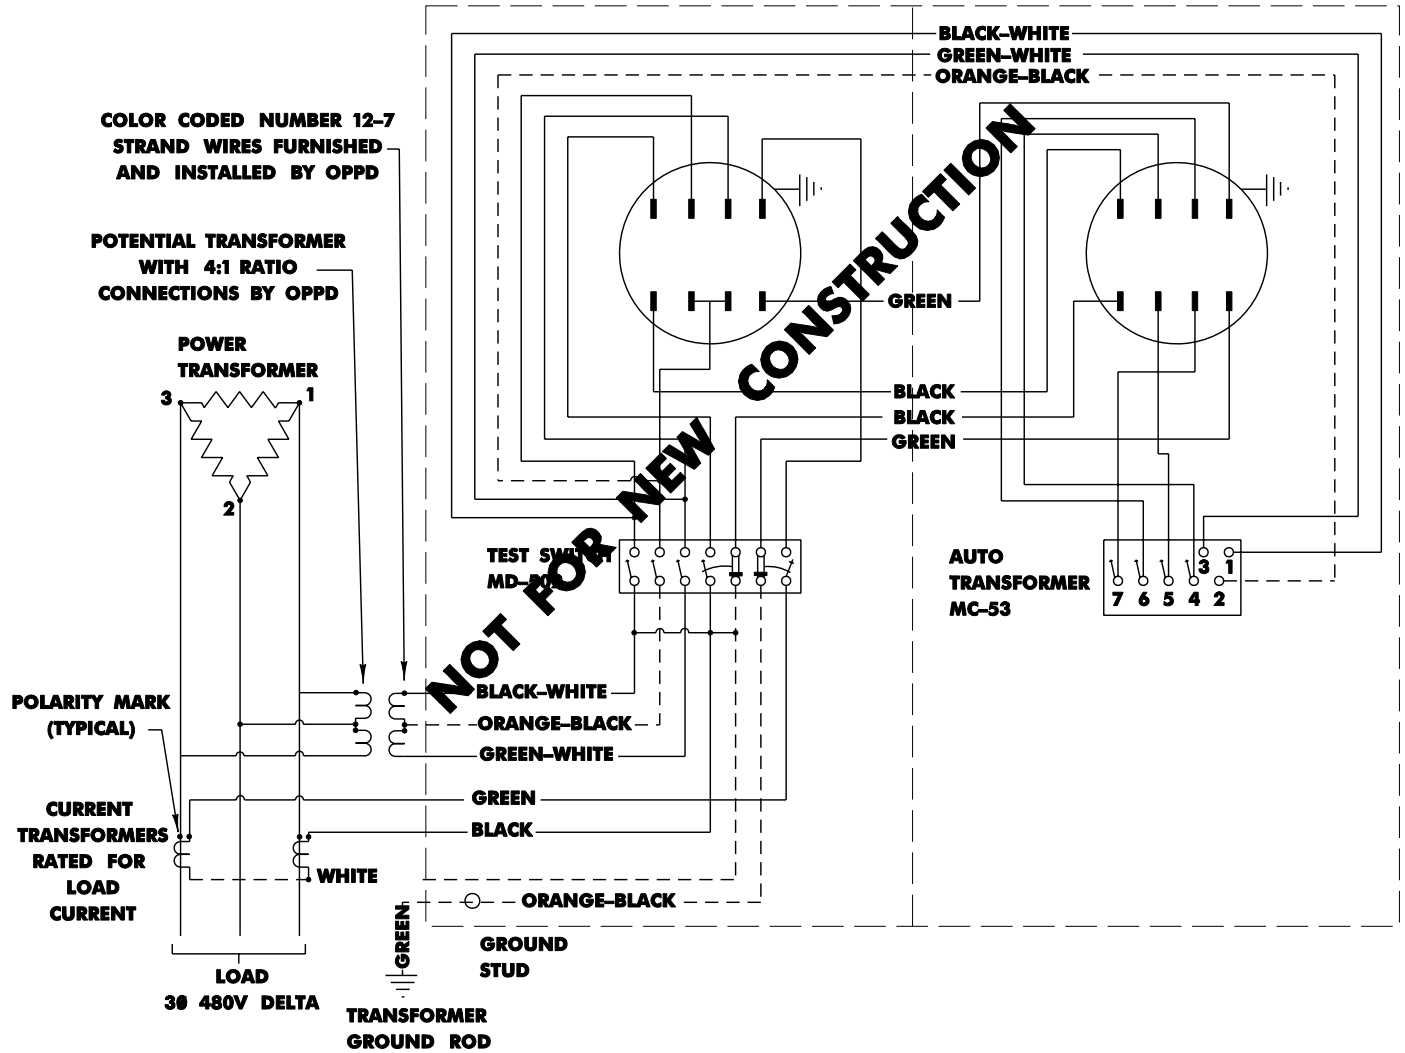 BLACK–WHITE
GREEN–WHITE
ORANGE–BLACK
COLOR CODED NUMBER 12–7
STRAND WIRES FURNISHED
AND INSTALLED BY OPPD
POTENTIAL TRANSFORMER
WITH 4:1 RATIO
CONNECTIONS BY OPPD
POWER
TRANSFORMER
3
1
2
GREEN
BLACK
BLACK
GREEN
NOT FOR NEW CONSTRUCTION
TEST SWITCH
AUTO
TRANSFORMER
MC–53
3 1
7 6 5 4 2
BLACK–WHITE
ORANGE–BLACK
GREEN–WHITE
POLARITY MARK
(TYPICAL)
GREEN
BLACK
CURRENT
TRANSFORMERS
RATED FOR
LOAD
CURRENT
WHITE
ORANGE–BLACK
GREEN
GROUND
STUD
LOAD
3Ø 480V DELTA
TRANSFORMER
GROUND ROD